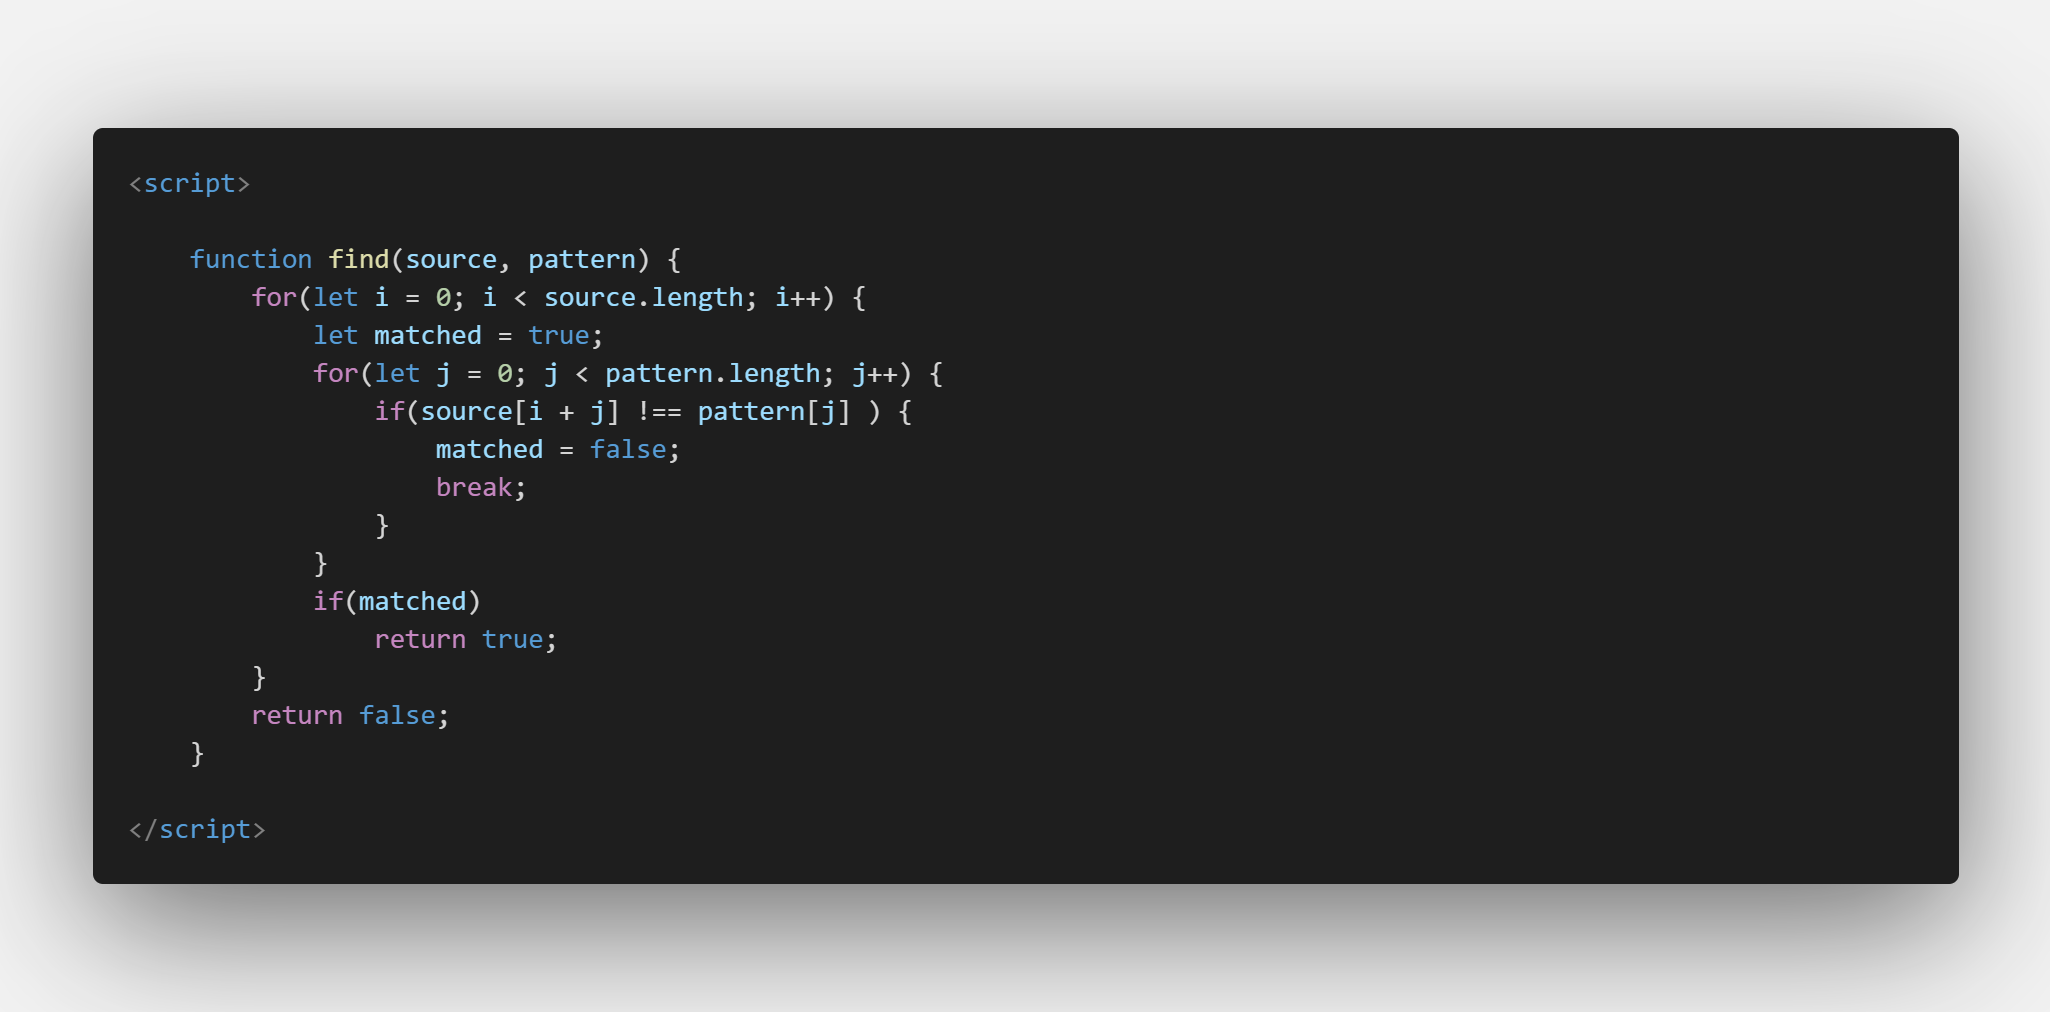 <script>
function find(source, pattern) {
for(let i = 0; i < source.length; i++) {
let matched = true;
for(let j = 0; j < pattern.length; j++) {
if(source[i + j] !== pattern[j] ) {
matched = false;
break;
}
}
if(matched)
return true;
}
return false;
}
</script>